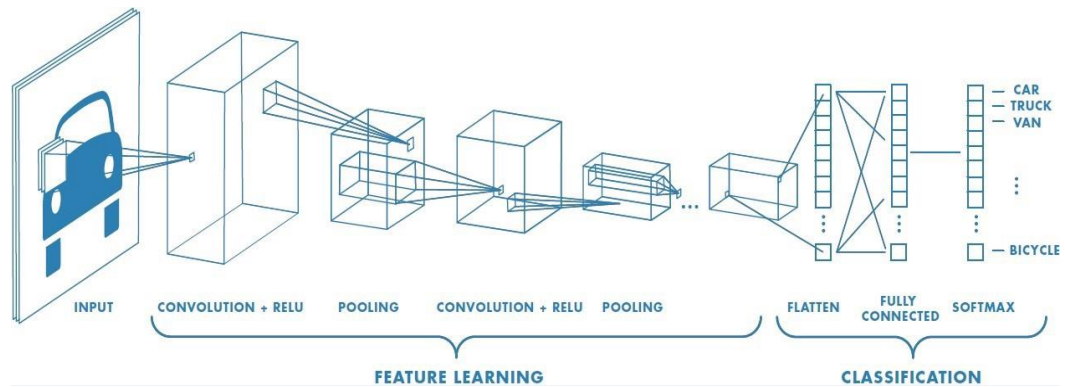 CAR
TRUCK
VAN
BICYCLE
INPUT
CONVOLUTION + RELU
POOLING
CONVOLUTION + RELU
POOLING
FLATTEN
FULLY
CONNECTED
SOFTMAX
FEATURE LEARNING
CLASSIFICATION